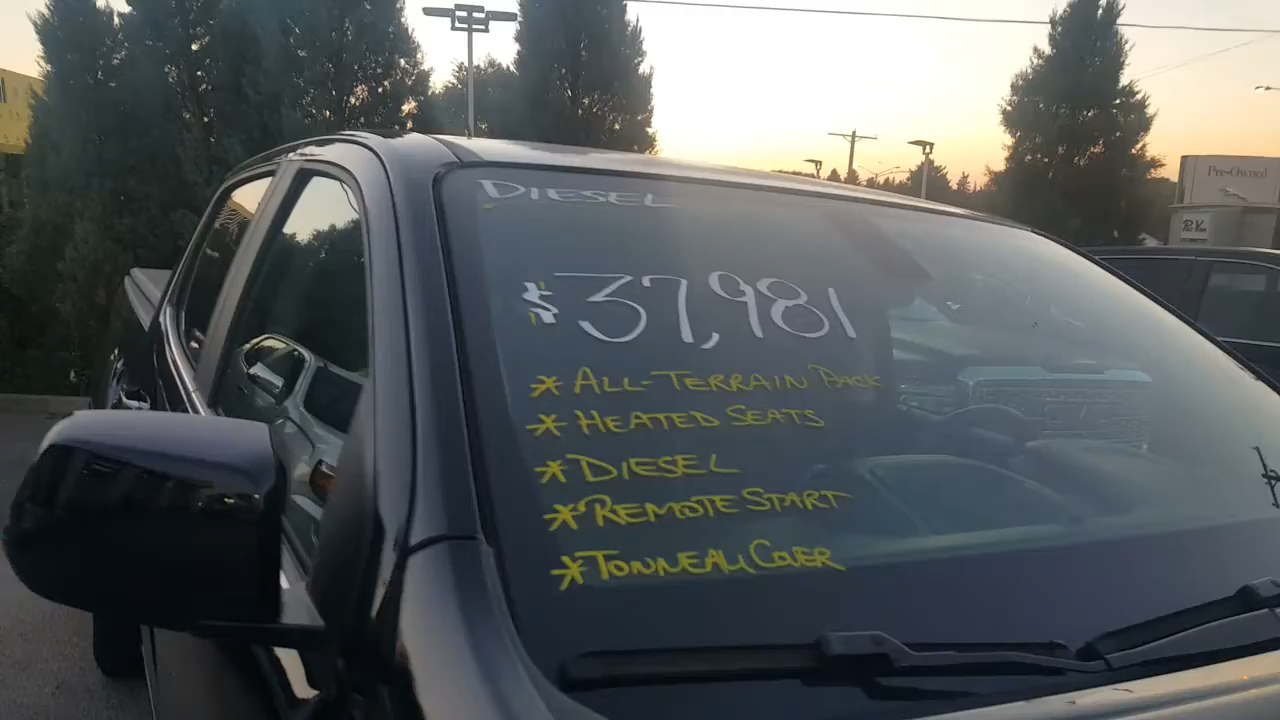 DIESEL
$37,981
* ALL-TERRAIN PACK
* HEATED SEATS
* DIESEL
* REMOTE START
* TONNEAU COVER
Pre-Owned